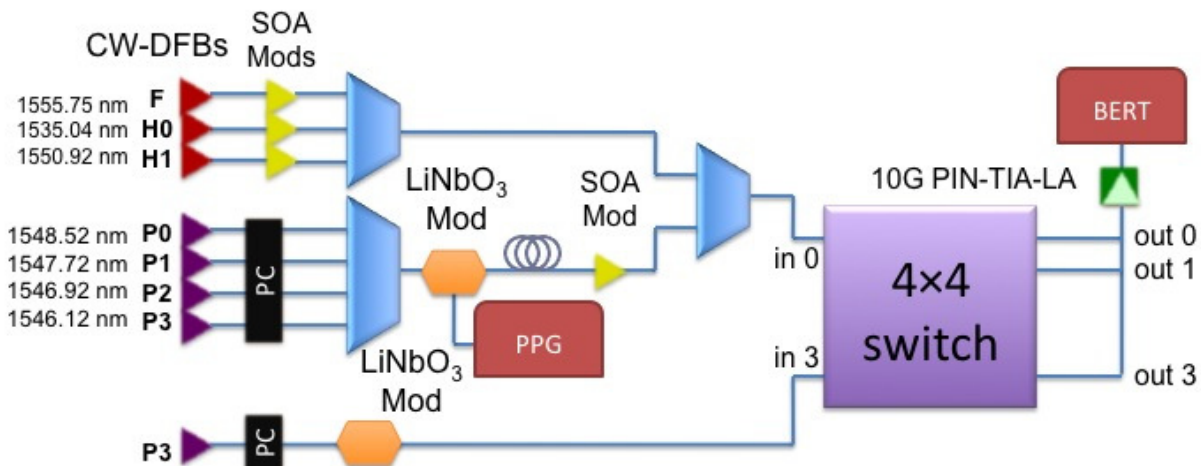 CW-DFBs
SOA
Mods
1555.75 nm F
1535.04 nm H0
1550.92 nm H1
1548.52 nm P0
1547.72 nm P1
1546.92 nm P2
1546.12 nm P3
PC
LiNbO3
Mod
SOA
Mod
PPG
LiNbO3
Mod
P3
PC
BERT
10G PIN-TIA-LA
in 0
in 3
4×4
switch
out 0
out 1
out 3